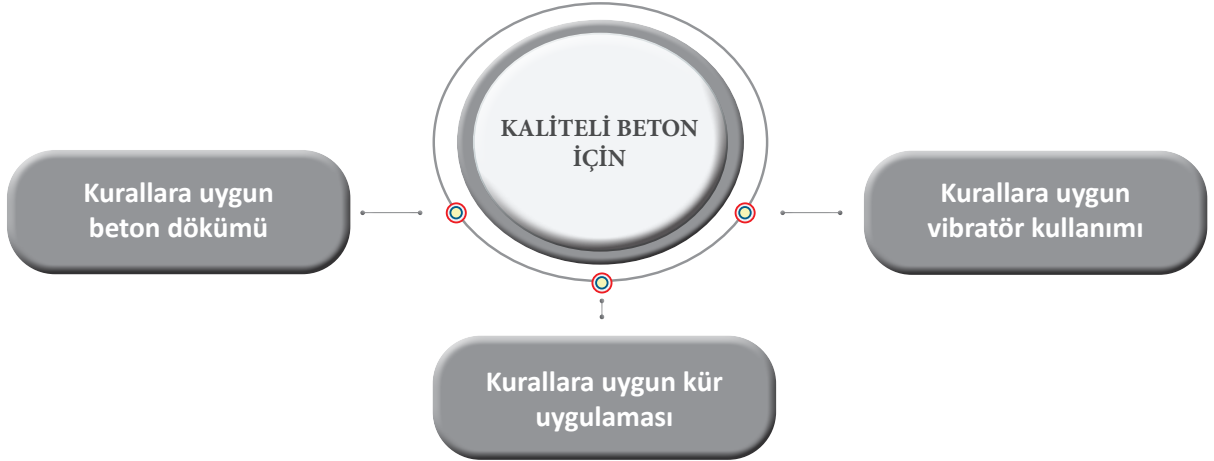 KALİTELİ BETON
İÇİN
Kurallara uygun
beton dökümü
Kurallara uygun
vibratör kullanımı
Kurallara uygun kür
uygulaması